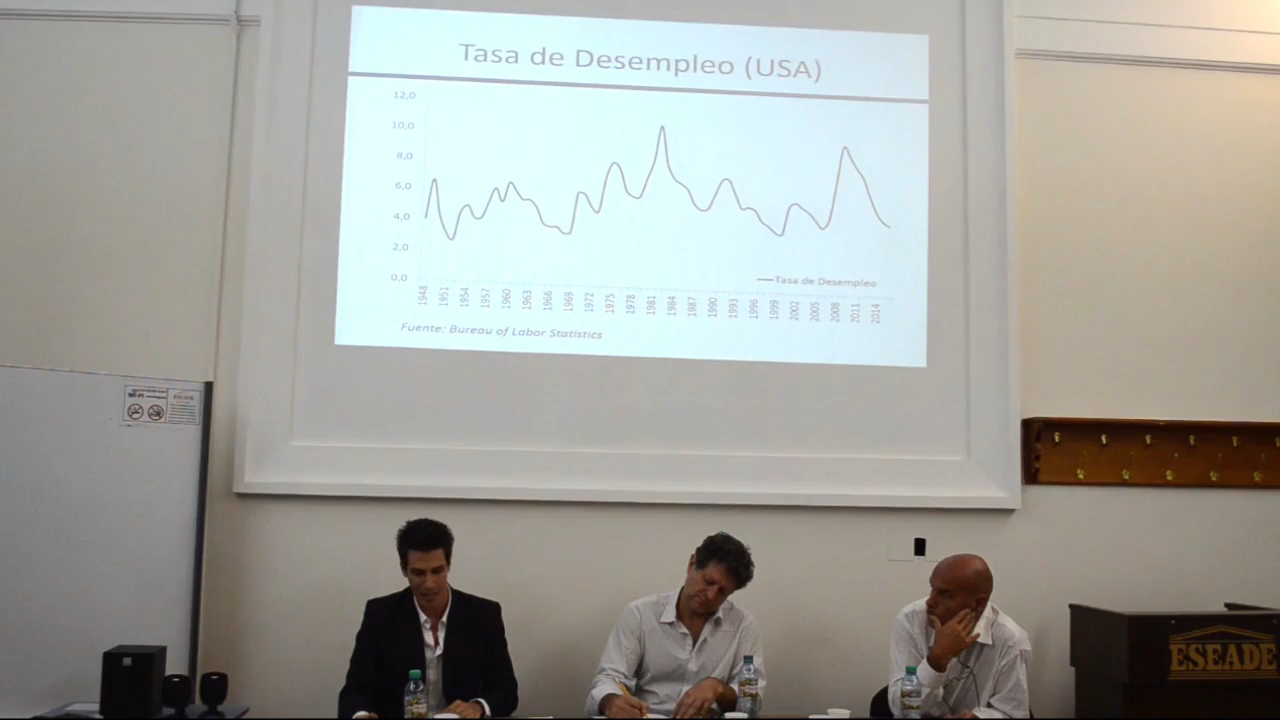 Tasa de Desempleo (USA)
12,0
10,0
8,0
6,0
4,0
2,0
0,0
1948 1951 1954 1957 1960 1963 1966 1969 1972 1975 1978 1981 1984 1987 1990 1993 1996 1999 2002 2005 2008 2011 2014
Tasa de Desempleo
Fuente: Bureau of Labor Statistics
Wi-Fi
ESEADE